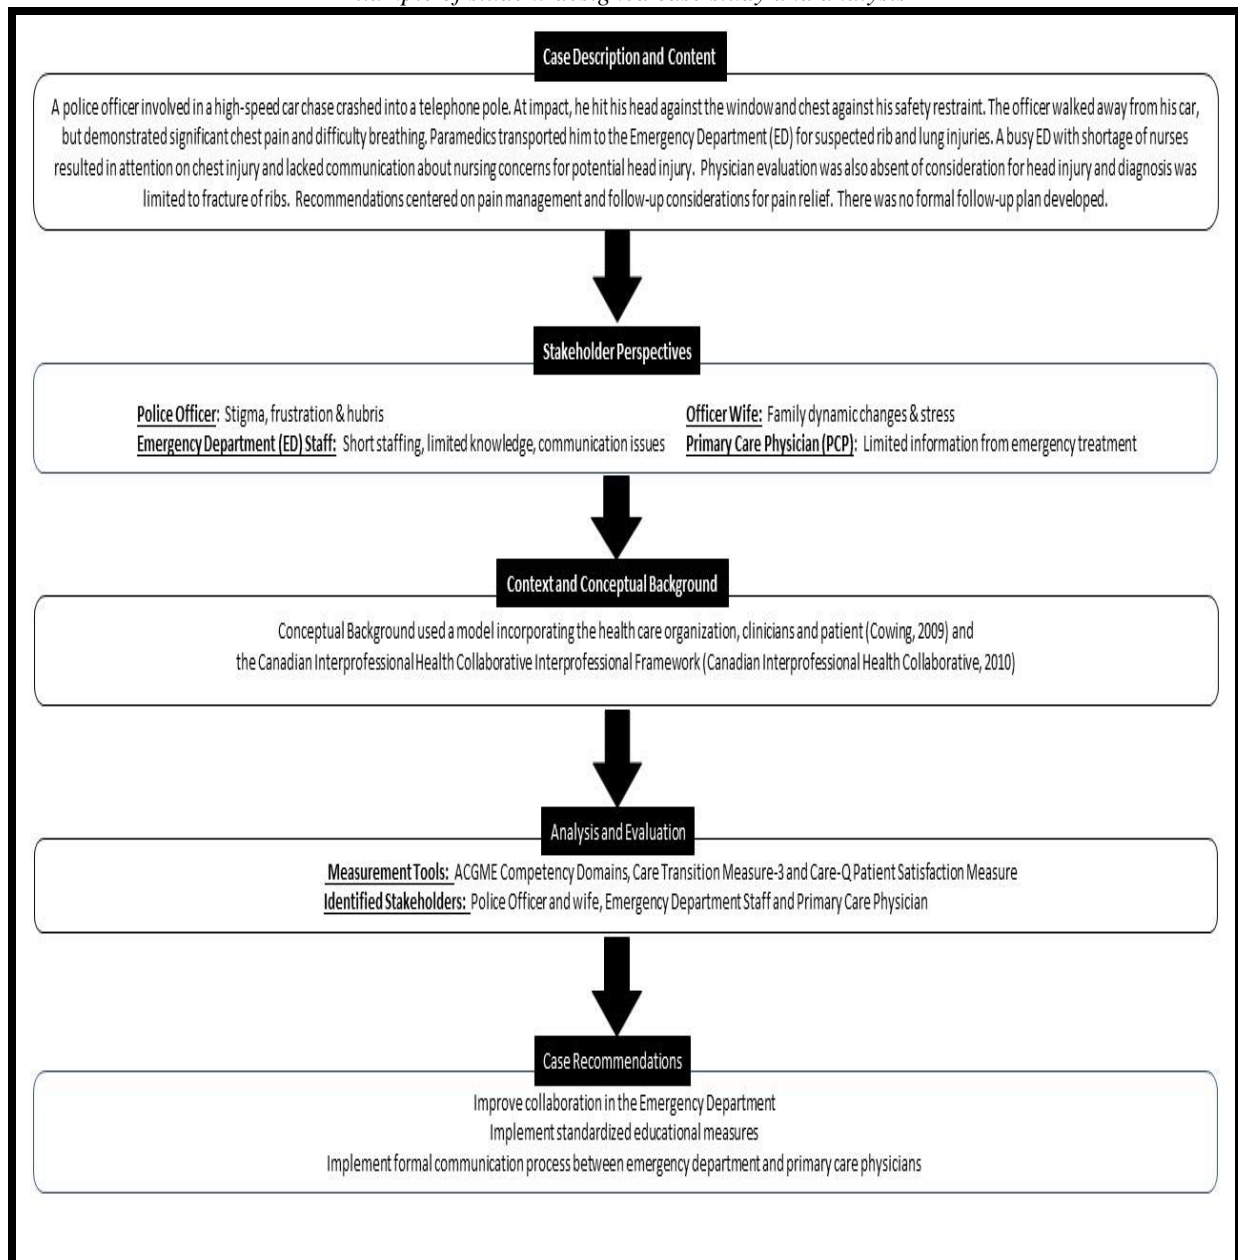 of student designed case study and analysis
Case Description and Content
A police officer involved in a high-speed car chase crashed into a telephone pole. At impact, he hit his head against the window and chest against his safety restraint. The officer walked away from his car,
but demonstrated significant chest pain and difficulty breathing. Paramedics transported him to the Emergency Department (ED) for suspected rib and lung injuries. A busy ED with shortage of nurses
resulted in attention on chest injury and lacked communication about nursing concerns for potential head injury. Physician evaluation was also absent of consideration for head injury and diagnosis was
limited to fracture of ribs. Recommendations centered on pain management and follow-up considerations for pain relief. There was no formal follow-up plan developed.
Stakeholder Perspectives
Police Officer: Stigma, frustration & hubris
Officer Wife: Family dynamic changes & stress
Emergency Department (ED) Staff: Short staffing, limited knowledge, communication issues
Primary Care Physician (PCP): Limited information from emergency treatment
Context and Conceptual Background
Conceptual Background used a model incorporating the health care organization, clinicians and patient (Cowing, 2009) and
the Canadian Interprofessional Health Collaborative Interprofessional Framework (Canadian Interprofessional Health Collaborative, 2010)
Analysis and Evaluation
Measurement Tools: ACGME Competency Domains, Care Transition Measure-3 and Care-Q Patient Satisfaction Measure
Identified Stakeholders: Police Officer and wife, Emergency Department Staff and Primary Care Physician
Case Recommendations
Improve collaboration in the Emergency Department
Implement standardized educational measures
Implement formal communication process between emergency department and primary care physicians